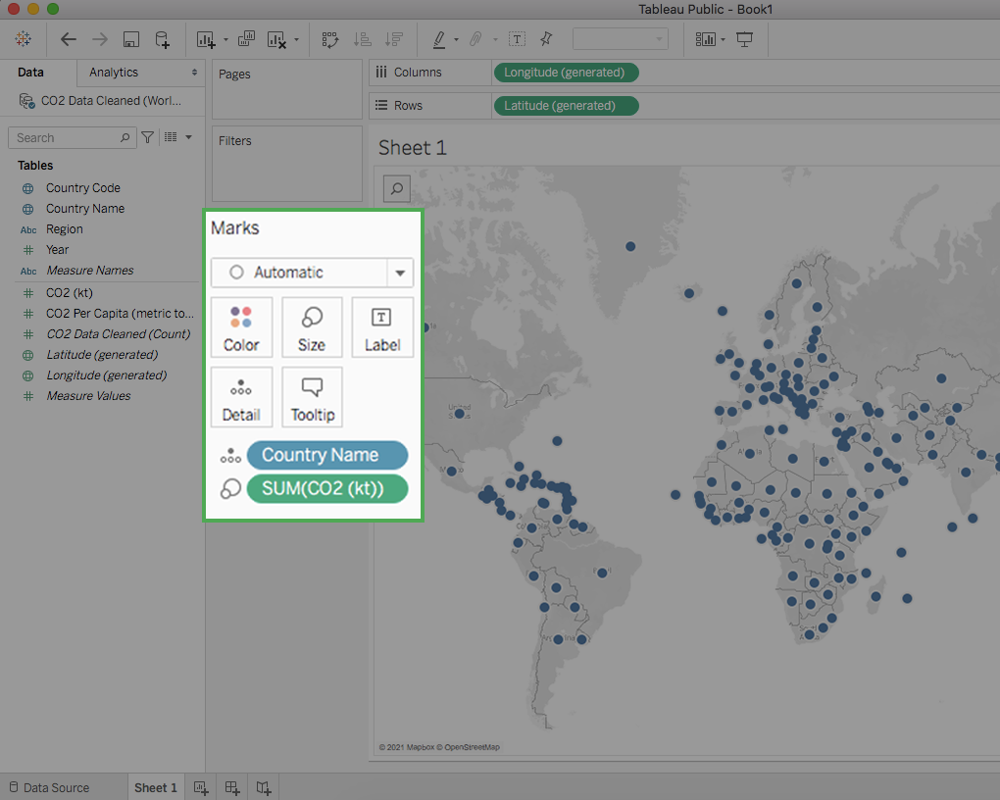 Tableau Public - Book1
Data
Analytics
CO2 Data Cleaned (Worl...
Search
Tables
Country Code
Country Name
Abc Region
Year
Abc Measure Names
CO2 (kt)
CO2 Per Capita (metric to...
CO2 Data Cleaned (Count)
Latitude (generated)
Longitude (generated)
Measure Values
Pages
Filters
Marks
Automatic
Color
Size
T
Label
Detail
Tooltip
Country Name
SUM(CO2 (kt))
Columns
Longitude (generated)
Rows
Latitude (generated)
Sheet 1
United
© 2021 Mapbox © OpenStreetMap
Data Source
Sheet 1